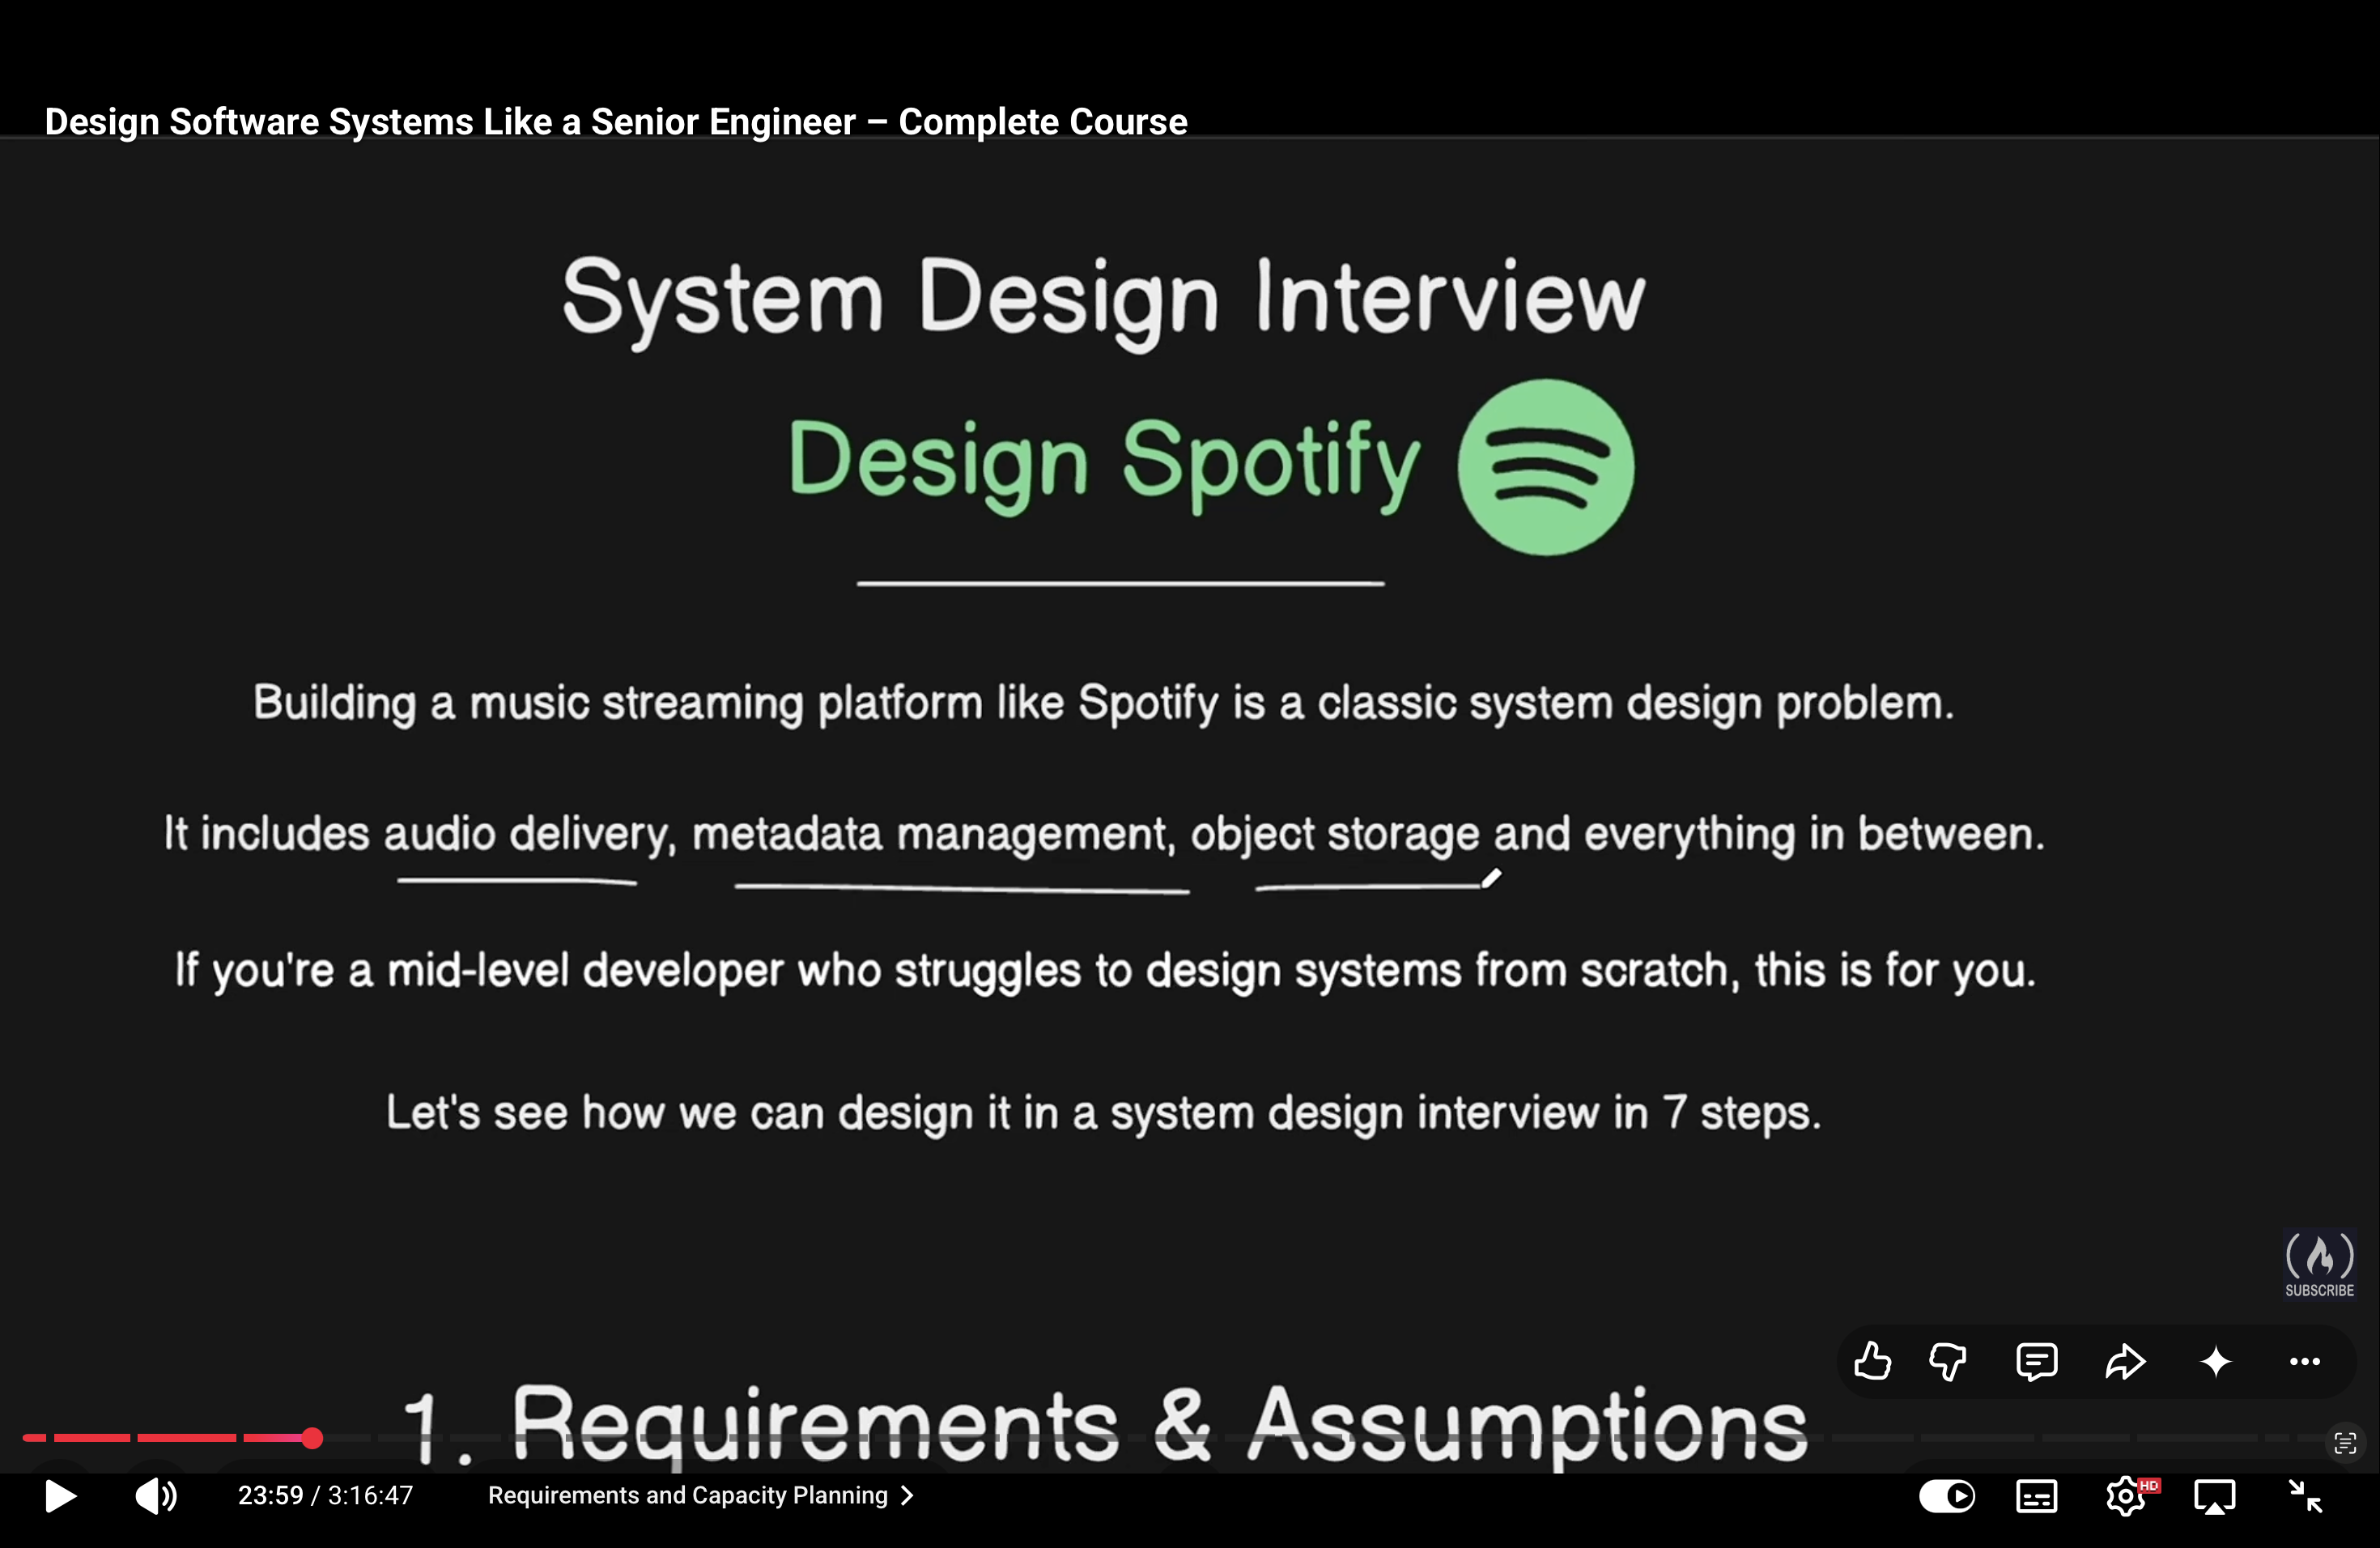 Design Software Systems Like a Senior Engineer – Complete Course
System Design Interview
Design Spotify
Building a music streaming platform like Spotify is a classic system design problem.
It includes audio delivery, metadata management, object storage and everything in between.
If you're a mid-level developer who struggles to design systems from scratch, this is for you.
Let's see how we can design it in a system design interview in 7 steps.
SUBSCRIBE
1. Requirements & Assumptions
23:59 / 3:16:47
Requirements and Capacity Planning
HD